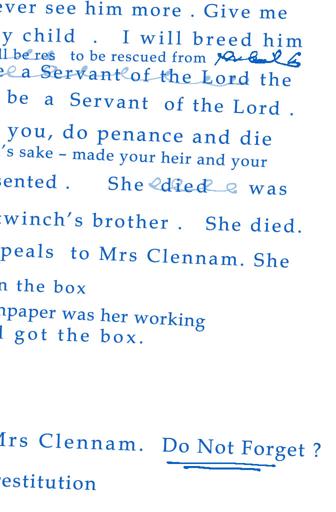 ever see him more . Give me
y child . I will breed him
ll be res to be rescued from
e a Servant of the Lord the
be a Servant of the Lord .
you, do penance and die
's sake – made your heir and your
sented . She died was
twinch's brother . She died.
peals to Mrs Clennam. She
n the box
npaper was her working
l got the box.
Mrs Clennam. Do Not Forget ?
restitution